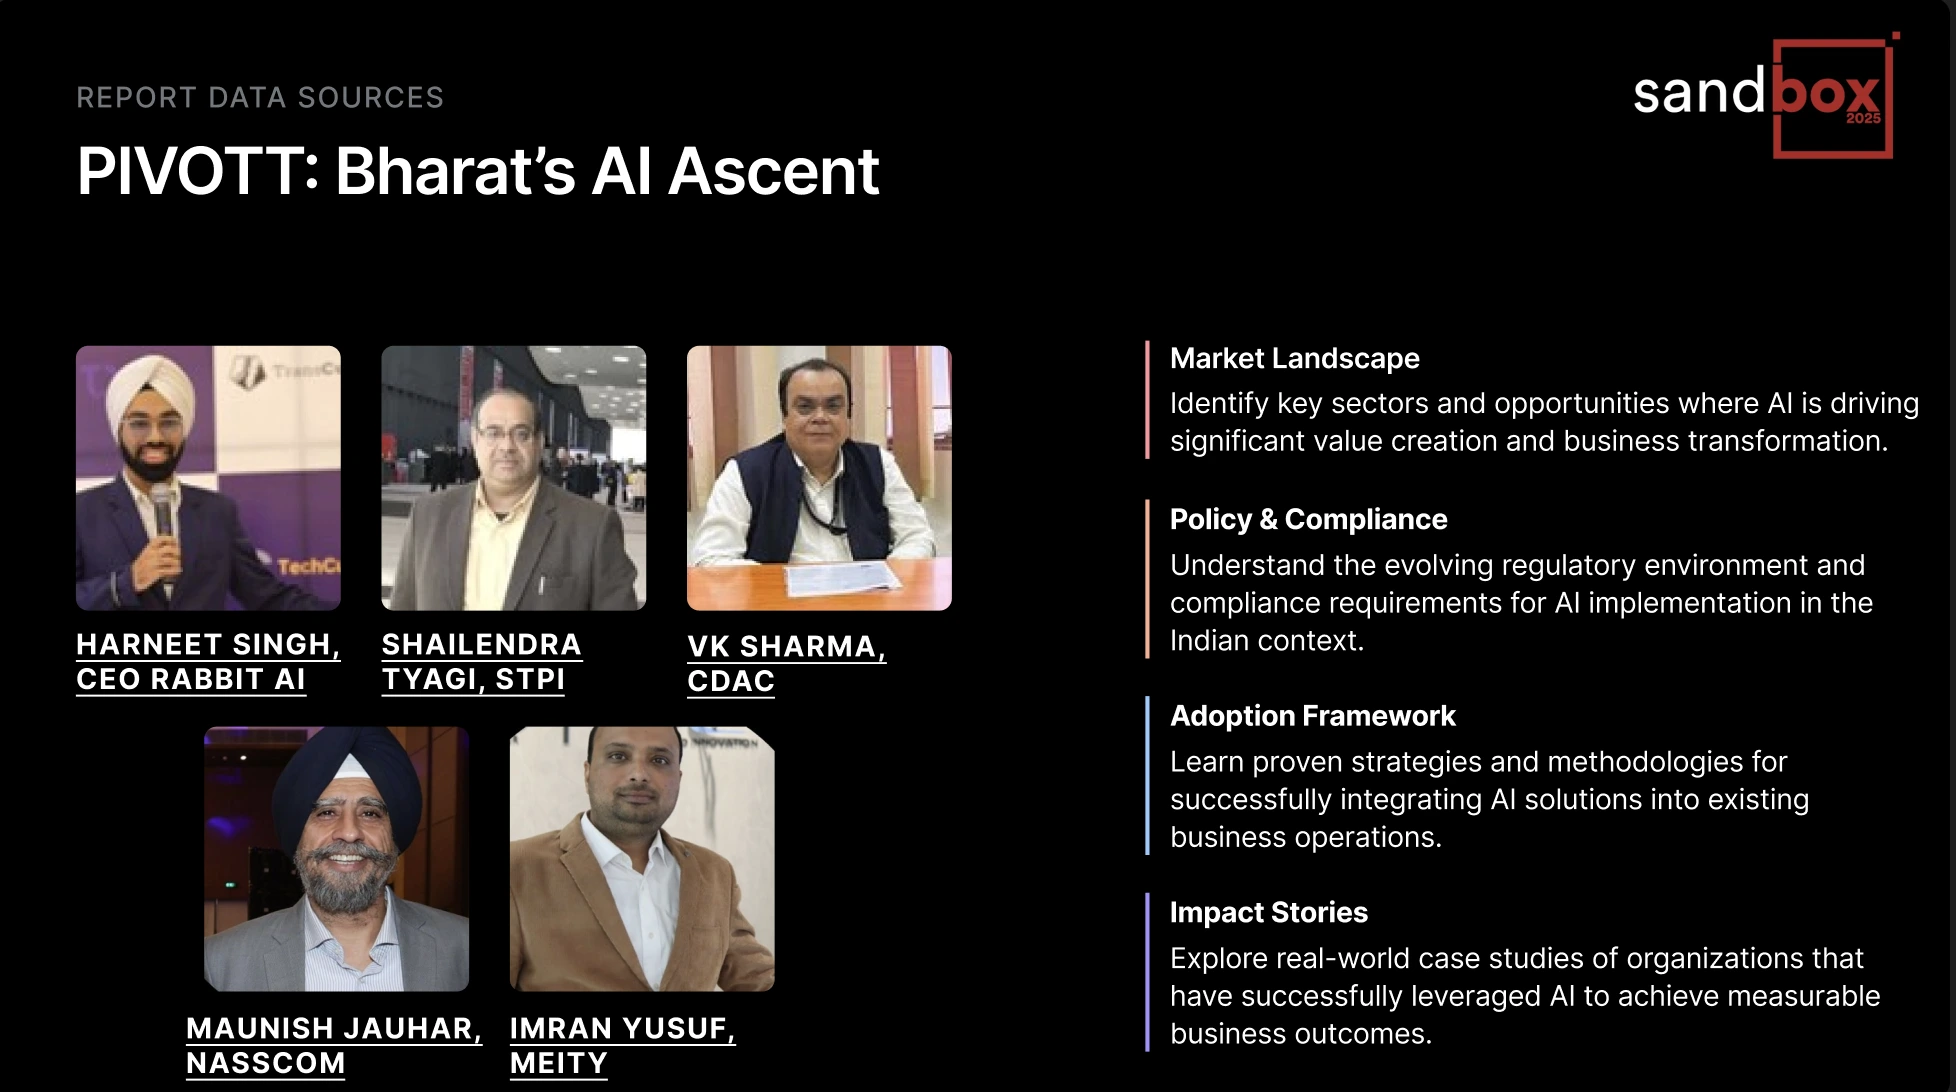 REPORT DATA SOURCES
PIVOTT: Bharat’s AI Ascent
sandbox
2025
TechCu
HARNEET SINGH,
CEO RABBIT AI
SHAILENDRA
TYAGI, STPI
VK SHARMA,
CDAC
INNOVATION
MAUNISH JAUHAR,
NASSCOM
IMRAN YUSUF,
MEITY
Market Landscape
Identify key sectors and opportunities where AI is driving
significant value creation and business transformation.
Policy & Compliance
Understand the evolving regulatory environment and
compliance requirements for AI implementation in the
Indian context.
Adoption Framework
Learn proven strategies and methodologies for
successfully integrating AI solutions into existing
business operations.
Impact Stories
Explore real-world case studies of organizations that
have successfully leveraged AI to achieve measurable
business outcomes.